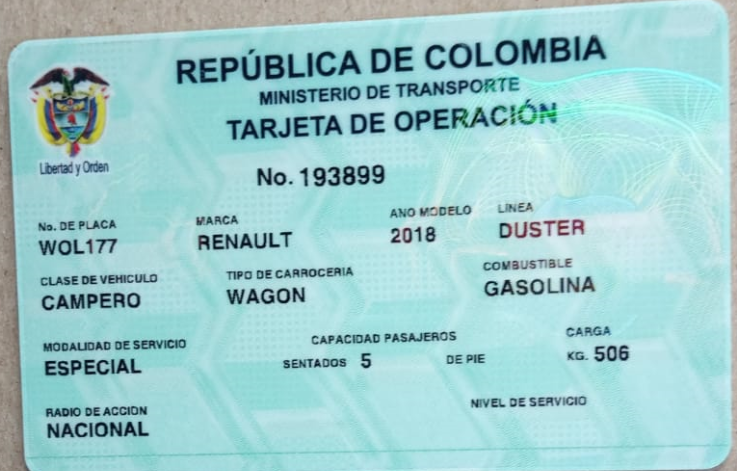 REPÚBLICA DE COLOMBIA
MINISTERIO DE TRANSPORTE
TARJETA DE OPERACIÓN
Libertad y Orden
No. 193899
No. DE PLACA MARCA ANO MODELO LINEA
WOL177 RENAULT 2018 DUSTER
CLASE DE VEHICULO TIPO DE CARROCERIA COMBUSTIBLE
CAMPERO WAGON GASOLINA
MODALIDAD DE SERVICIO CAPACIDAD PASAJEROS CARGA
ESPECIAL SENTADOS 5 DE PIE KG. 506
RADIO DE ACCION NIVEL DE SERVICIO
NACIONAL